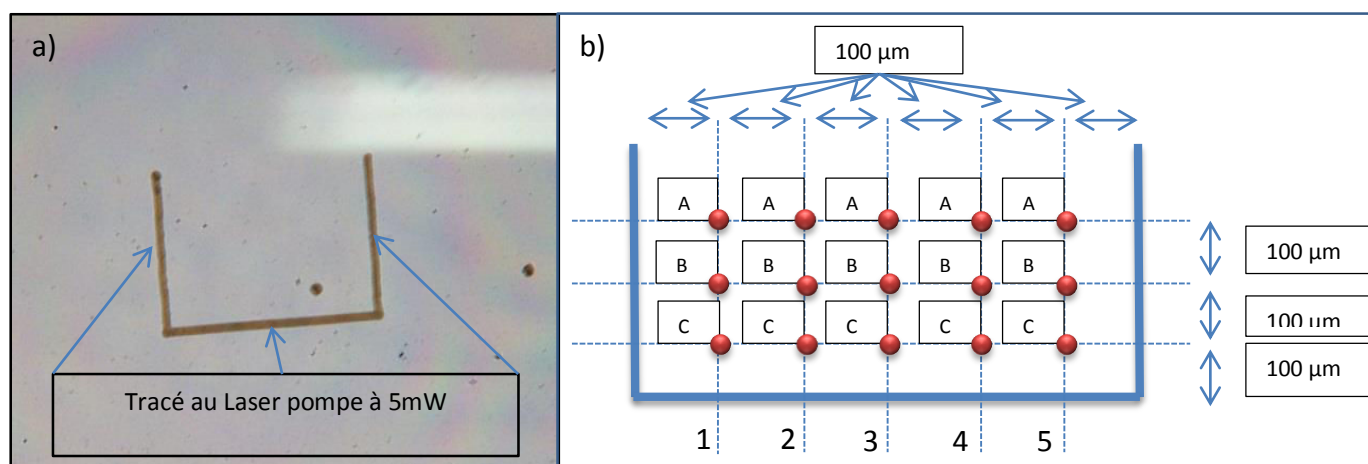 a)
Tracé au Laser pompe à 5mW
b)
100 µm
A A A A A
100 µm
B B B B B
100 µm
C C C C C
100 µm
1 2 3 4 5